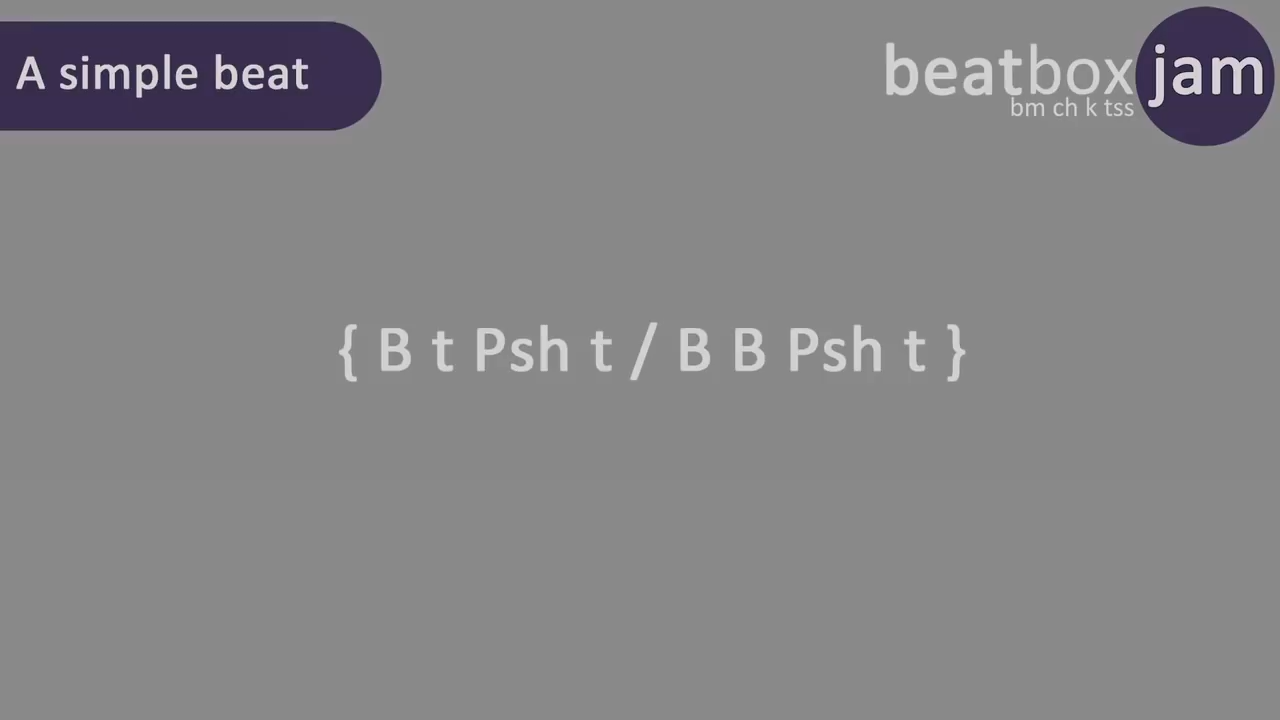 A simple beat
beatbox jam
bm ch k tss
{ B t Psh t / B B Psh t }